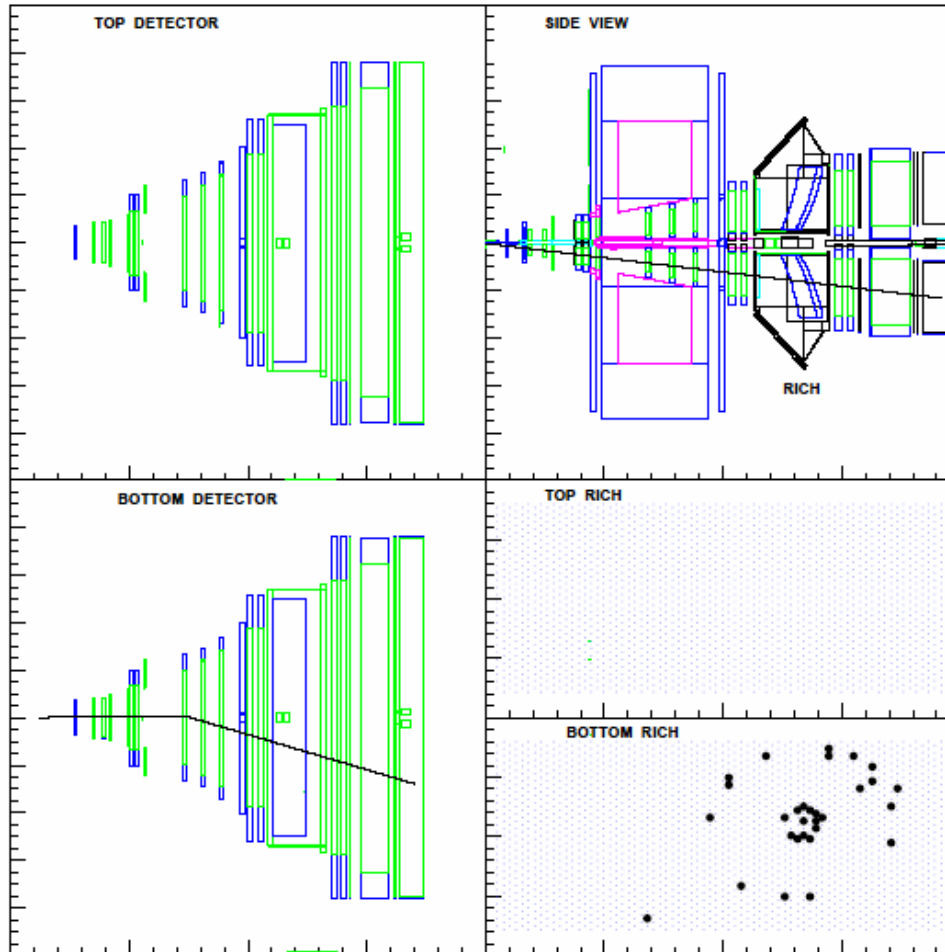 TOP DETECTOR
SIDE VIEW
RICH
BOTTOM DETECTOR
TOP RICH
BOTTOM RICH